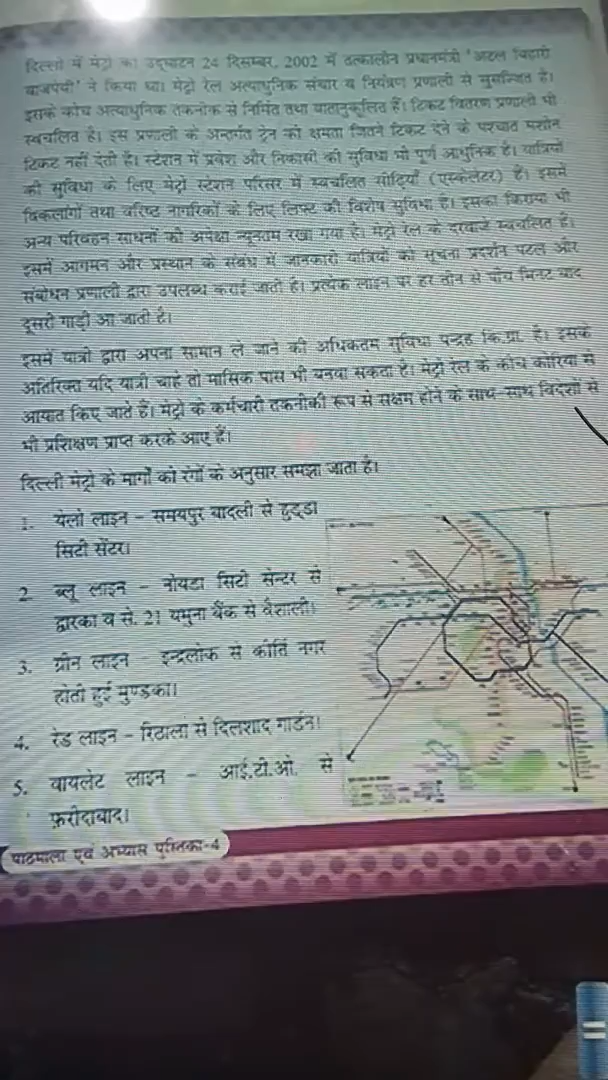 दिल्ली में मेट्रो का उद्घाटन 24 दिसम्बर, 2002 में तत्कालीन प्रधानमंत्री 'अटल बिहारी
वाजपेयी' ने किया था। मेट्रो रेल अत्याधुनिक संचार व नियंत्रण प्रणाली से सुसज्जित है।
इसके कोच अत्याधुनिक तकनीक से निर्मित तथा वातानुकूलित हैं। टिकट वितरण प्रणाली भी
स्वचलित है। इस प्रणाली के अन्तर्गत ट्रेन की क्षमता जितने टिकट देने के पश्चात मशीन
टिकट नहीं देती है। स्टेशन में प्रवेश और निकासी की सुविधा भी पूर्ण आधुनिक है। यात्रियों
की सुविधा के लिए मेट्रो स्टेशन परिसर में स्वचलित सीढ़ियाँ (एस्केलेटर) हैं। इसमें
विकलांगों तथा वरिष्ठ नागरिकों के लिए लिफ्ट की विशेष सुविधा है। इसका किराया भी
अन्य परिवहन साधनों की अपेक्षा न्यूनतम रखा गया है। मेट्रो रेल के दरवाजे स्वचलित हैं।
इसमें आगमन और प्रस्थान के संबंध में जानकारी यात्रियों को सूचना प्रदर्शन पटल और
संबोधन प्रणाली द्वारा उपलब्ध कराई जाती है। प्रत्येक लाइन पर हर तीन से पाँच मिनट बाद
दूसरी गाड़ी आ जाती है।
इसमें यात्री द्वारा अपना सामान ले जाने की अधिकतम सुविधा पन्द्रह कि.ग्रा. है। इसके
अतिरिक्त यदि यात्री चाहे तो मासिक पास भी बनवा सकता है। मेट्रो रेल के कोच कोरिया से
आयात किए जाते हैं। मेट्रो के कर्मचारी तकनीकी रूप से सक्षम होने के साथ-साथ विदेशों से
भी प्रशिक्षण प्राप्त करके आए हैं।
दिल्ली मेट्रो के मार्गों को रंगों के अनुसार समझा जाता है।
1. येलो लाइन – समयपुर बादली से हुड्डा
सिटी सेंटर।
2. ब्लू लाइन – नोयडा सिटी सेन्टर से
द्वारका व से. 21 यमुना बैंक से वैशाली।
3. ग्रीन लाइन – इन्द्रलोक से कीर्ति नगर
होती हुई मुण्डका।
4. रेड लाइन – रिठाला से दिलशाद गार्डन।
5. वायलेट लाइन – आई.टी.ओ. से
फ़रीदाबाद।
पाठमाला एवं अभ्यास पुस्तिका-4